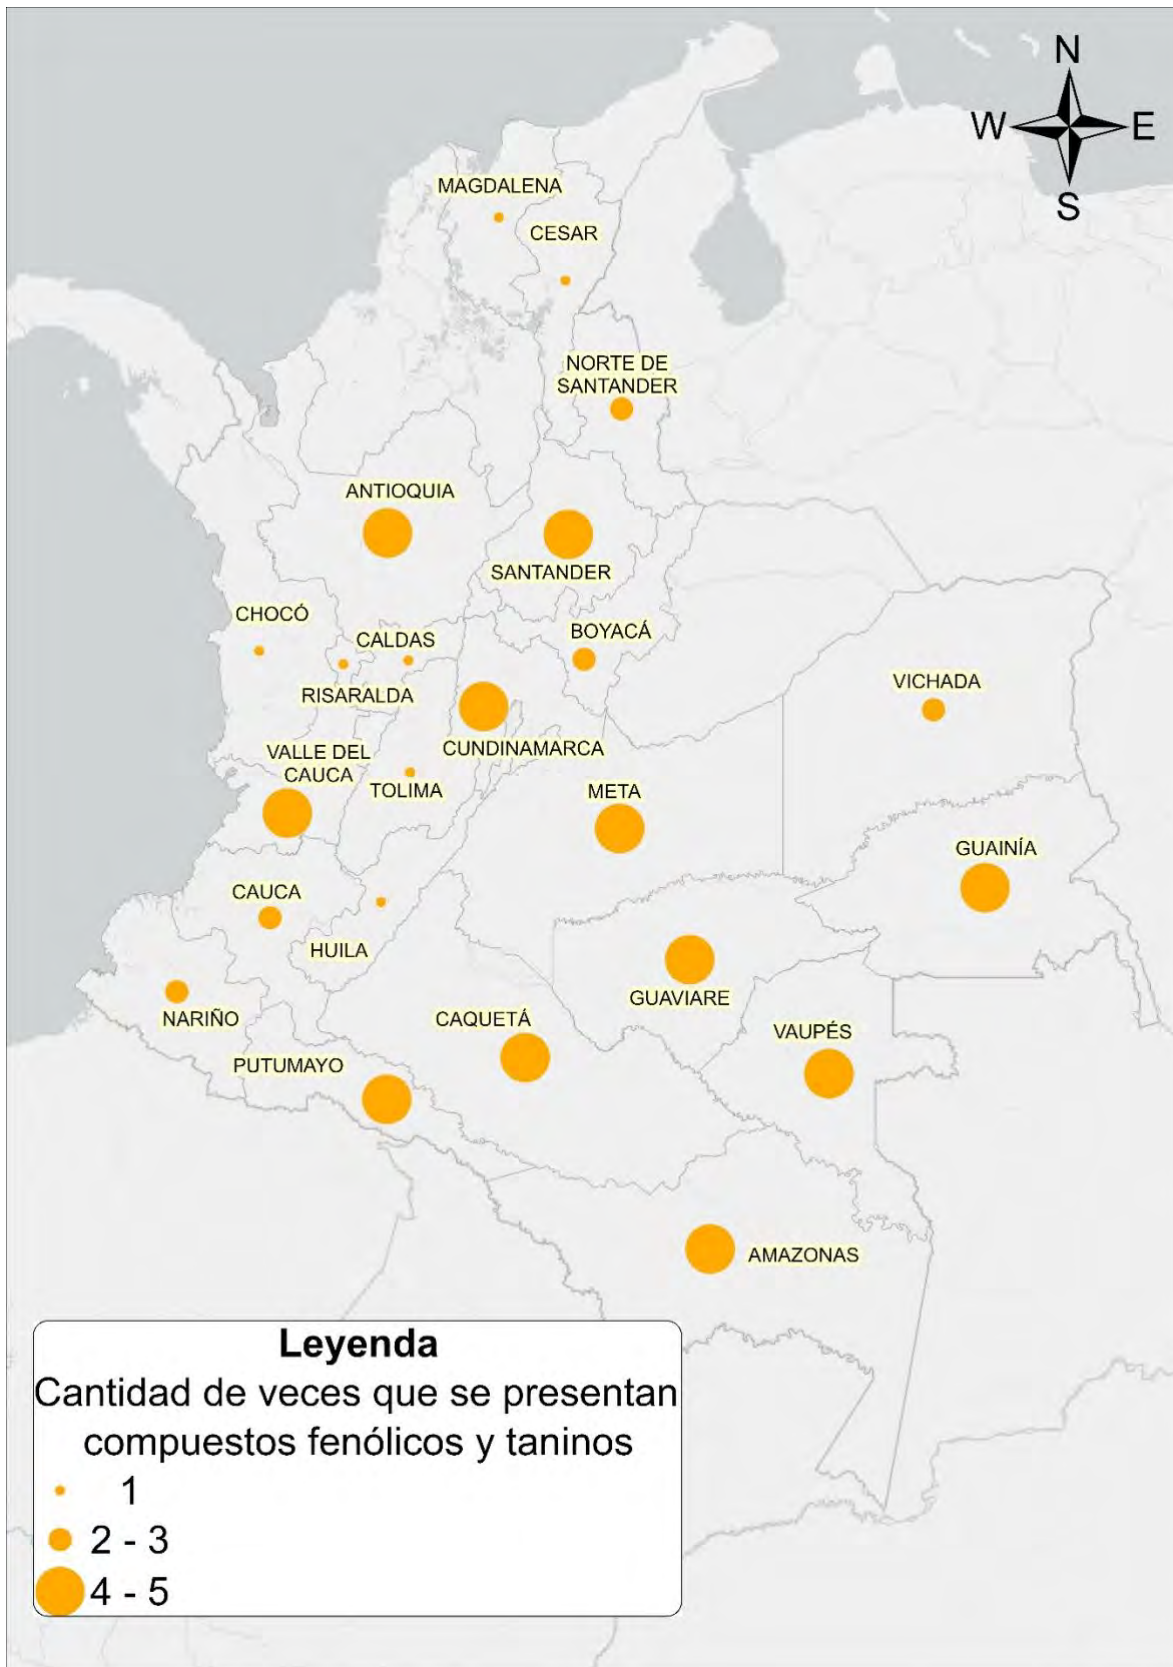 N
W
E
S
MAGDALENA
CESAR
NORTE DE
SANTANDER
ANTIOQUIA
SANTANDER
CHOCÓ
CALDAS
BOYACÁ
RISARALDA
VICHADA
CUNDINAMARCA
VALLE DEL
CAUCA
TOLIMA
META
GUAINÍA
CAUCA
HUILA
GUAVIARE
NARIÑO
CAQUETÁ
VAUPÉS
PUTUMAYO
AMAZONAS
Leyenda
Cantidad de veces que se presentan
compuestos fenólicos y taninos
1
2 - 3
4 - 5